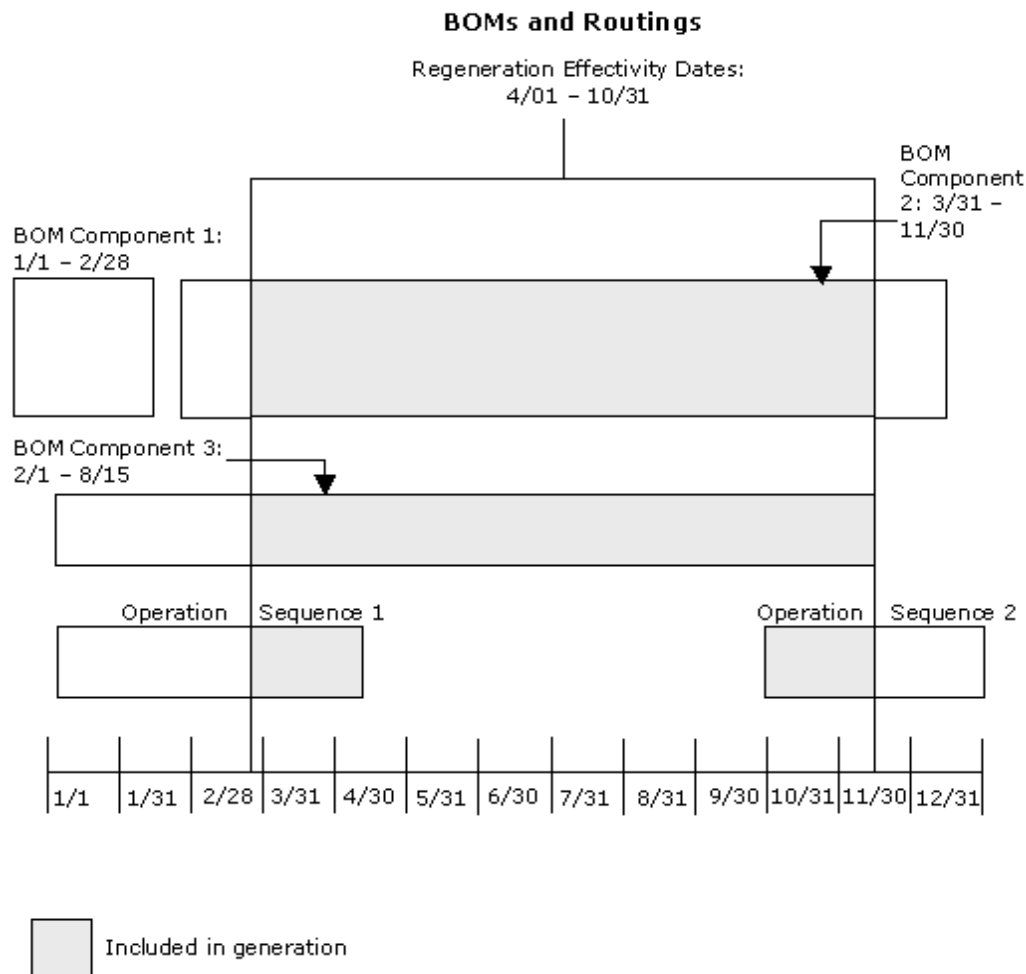 BOMs and Routings
Regeneration Effectivity Dates:
4/01 – 10/31
BOM
Component
2: 3/31 –
11/30
BOM Component 1:
1/1 – 2/28
BOM Component 3:
2/1 – 8/15
Operation Sequence 1
Operation Sequence 2
1/1 1/31 2/28 3/31 4/30 5/31 6/30 7/31 8/31 9/30 10/31 11/30 12/31
Included in generation